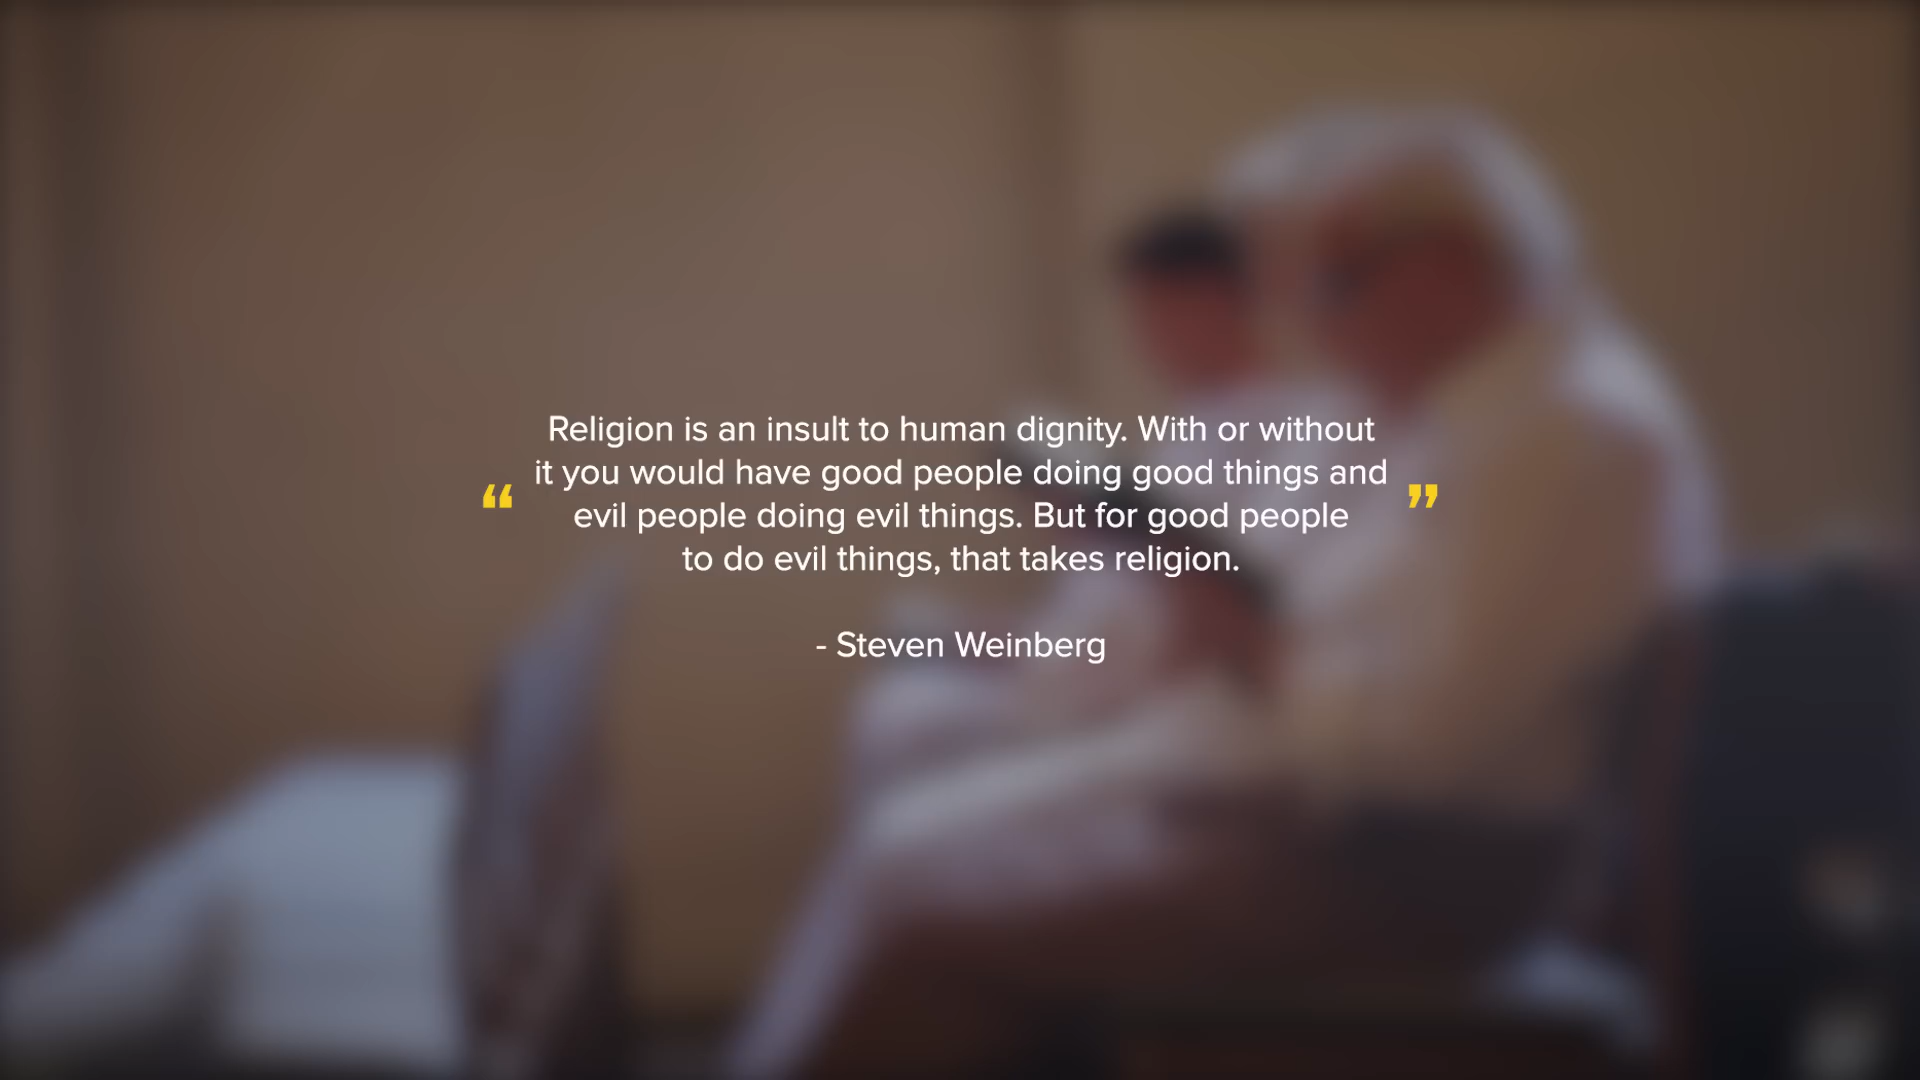 Religion is an insult to human dignity. With or without
it you would have good people doing good things and
“ evil people doing evil things. But for good people ”
to do evil things, that takes religion.
- Steven Weinberg